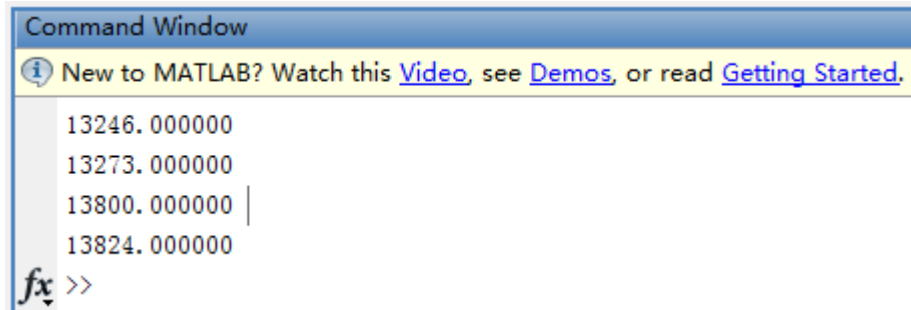 Command Window
New to MATLAB? Watch this Video, see Demos, or read Getting Started.
13246.000000
13273.000000
13800.000000
13824.000000
fx >>